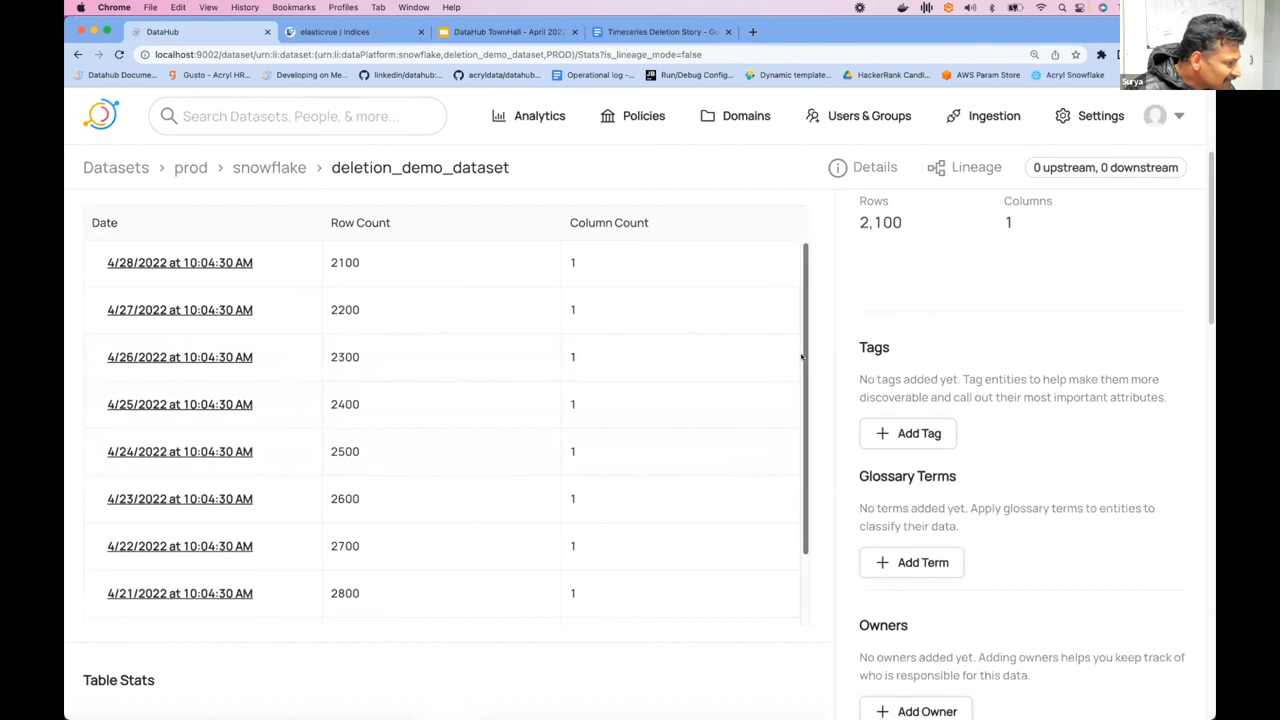 Chrome File Edit View History Bookmarks Profiles Tab Window Help
DataHub
elasticvue | Indices
DataHub TownHall - April 2022
Timeseries Deletion Story - G
localhost:9002/dataset/urn:li:dataset:(urn:li:dataPlatform:snowflake,deletion_demo_dataset,PROD)/Stats?is_lineage_mode=false
Datahub Docume... Gusto - Acryl HR... Developing on Me... linkedin/datahub:... acryldata/datahub... Operational log -... Run/Debug Config... Dynamic template... HackerRank Candi... AWS Param Store Acryl Snowflake
Surya
Search Datasets, People, & more...
Analytics
Policies
Domains
Users & Groups
Ingestion
Settings
Datasets > prod > snowflake > deletion_demo_dataset
Details
Lineage
0 upstream, 0 downstream
Date Row Count Column Count
4/28/2022 at 10:04:30 AM 2100 1
4/27/2022 at 10:04:30 AM 2200 1
4/26/2022 at 10:04:30 AM 2300 1
4/25/2022 at 10:04:30 AM 2400 1
4/24/2022 at 10:04:30 AM 2500 1
4/23/2022 at 10:04:30 AM 2600 1
4/22/2022 at 10:04:30 AM 2700 1
4/21/2022 at 10:04:30 AM 2800 1
Table Stats
Rows Columns
2,100 1
Tags
No tags added yet. Tag entities to help make them more
discoverable and call out their most important attributes.
+ Add Tag
Glossary Terms
No terms added yet. Apply glossary terms to entities to
classify their data.
+ Add Term
Owners
No owners added yet. Adding owners helps you keep track of
who is responsible for this data.
+ Add Owner